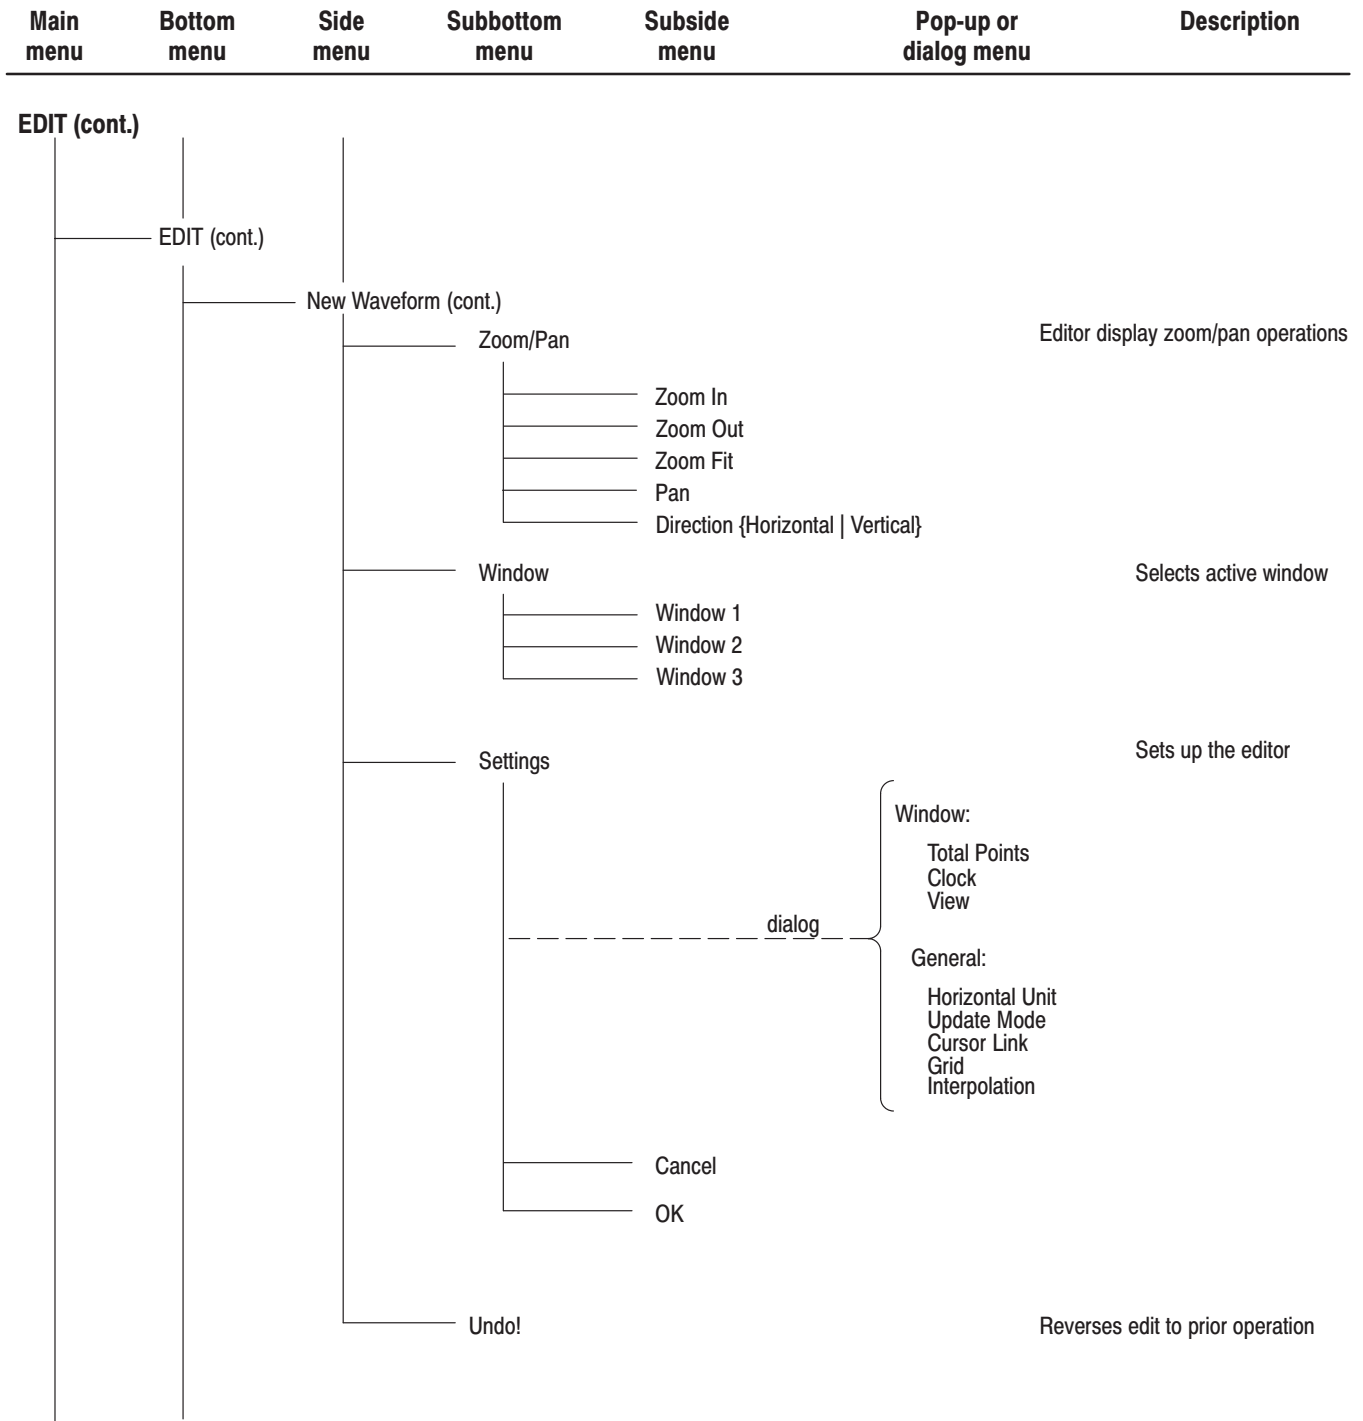 Main menu
Bottom menu
Side menu
Subbottom menu
Subside menu
Pop-up or dialog menu
Description
EDIT (cont.)
EDIT (cont.)
New Waveform (cont.)
Zoom/Pan
Editor display zoom/pan operations
Zoom In
Zoom Out
Zoom Fit
Pan
Direction {Horizontal | Vertical}
Window
Selects active window
Window 1
Window 2
Window 3
Settings
Sets up the editor
Window:
Total Points
Clock
View
dialog
General:
Horizontal Unit
Update Mode
Cursor Link
Grid
Interpolation
Cancel
OK
Undo!
Reverses edit to prior operation